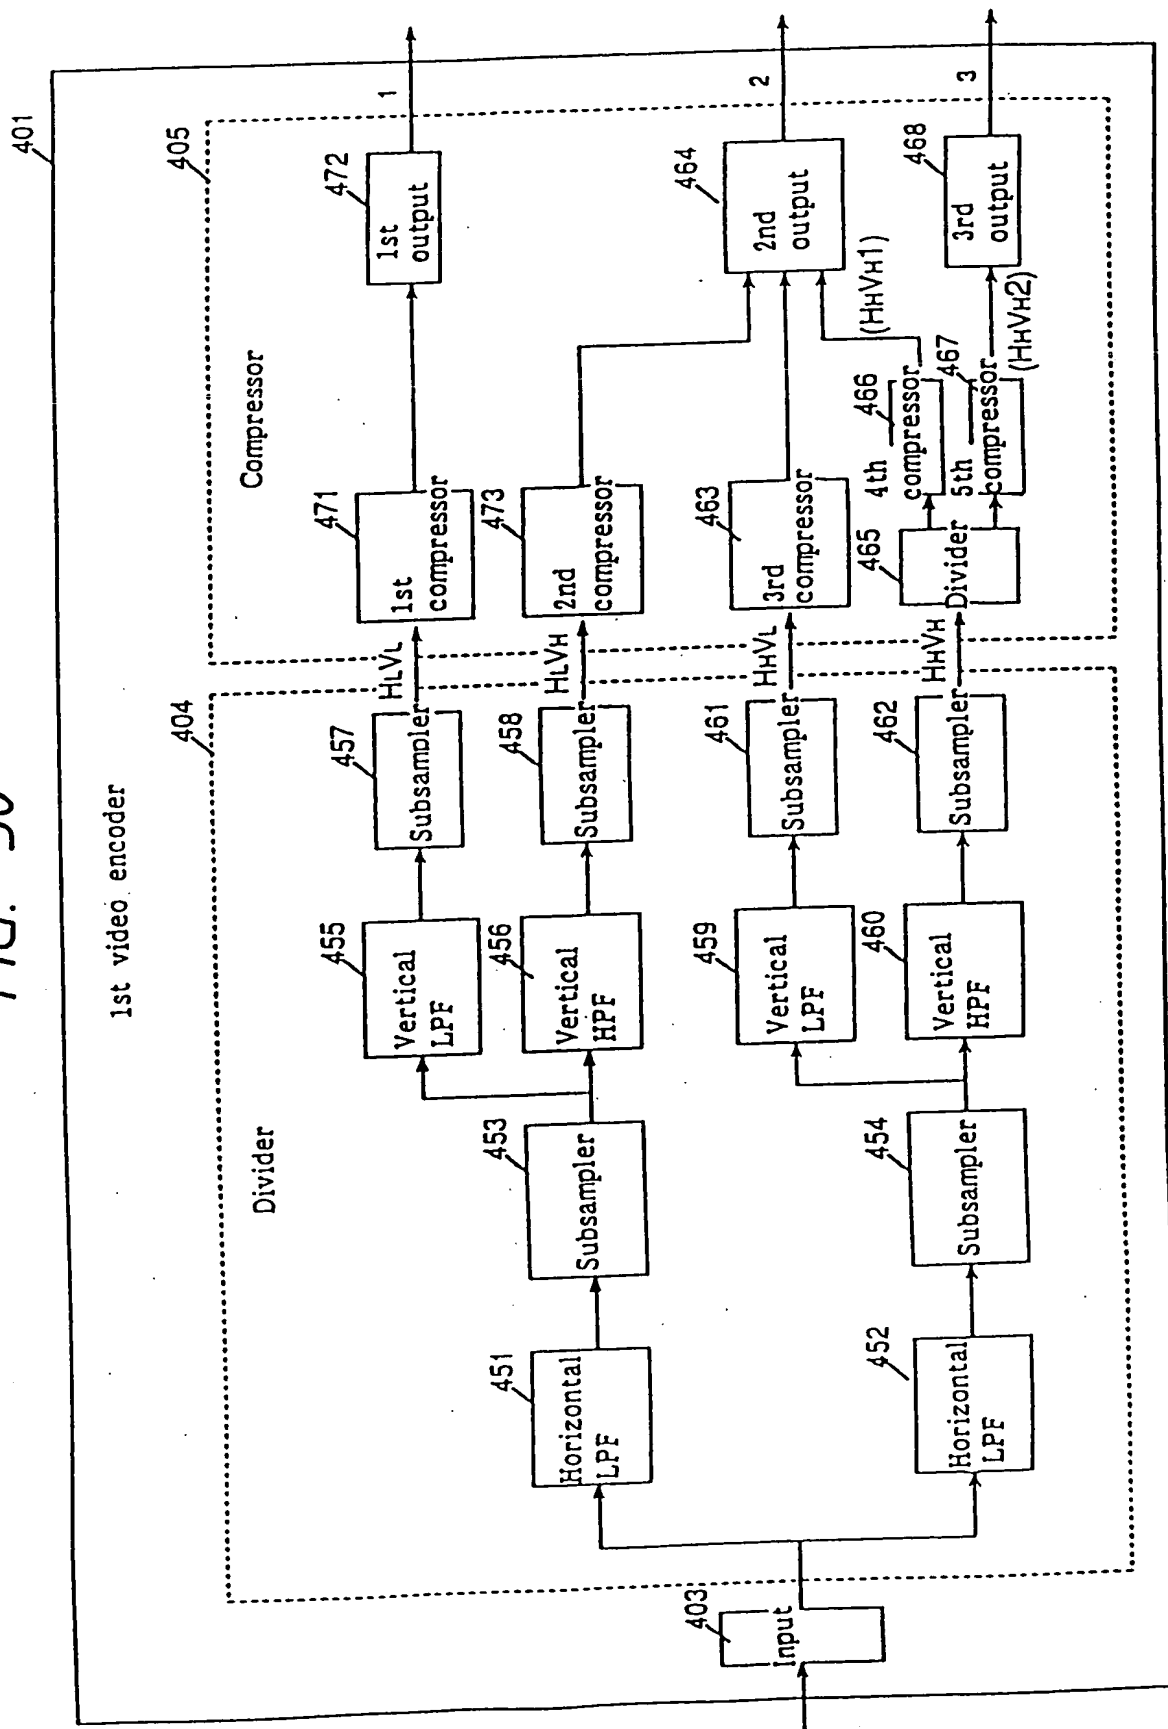 FIG. 30
401
1st video encoder
404
Divider
405
Compressor
403
Input
451
Horizontal
LPF
453
Subsampler
455
Vertical
LPF
457
Subsampler
HLVL
471
1st
compressor
472
1st
output
1
456
Vertical
HPF
458
Subsampler
HLVH
473
2nd
compressor
464
2nd
output
2
452
Horizontal
LPF
454
Subsampler
459
Vertical
LPF
461
Subsampler
HHVL
463
3rd
compressor
460
Vertical
HPF
462
Subsampler
HHVH
465
Divider
466
4th
compressor
(HHVH1)
467
5th
compressor
(HHVH2)
468
3rd
output
3